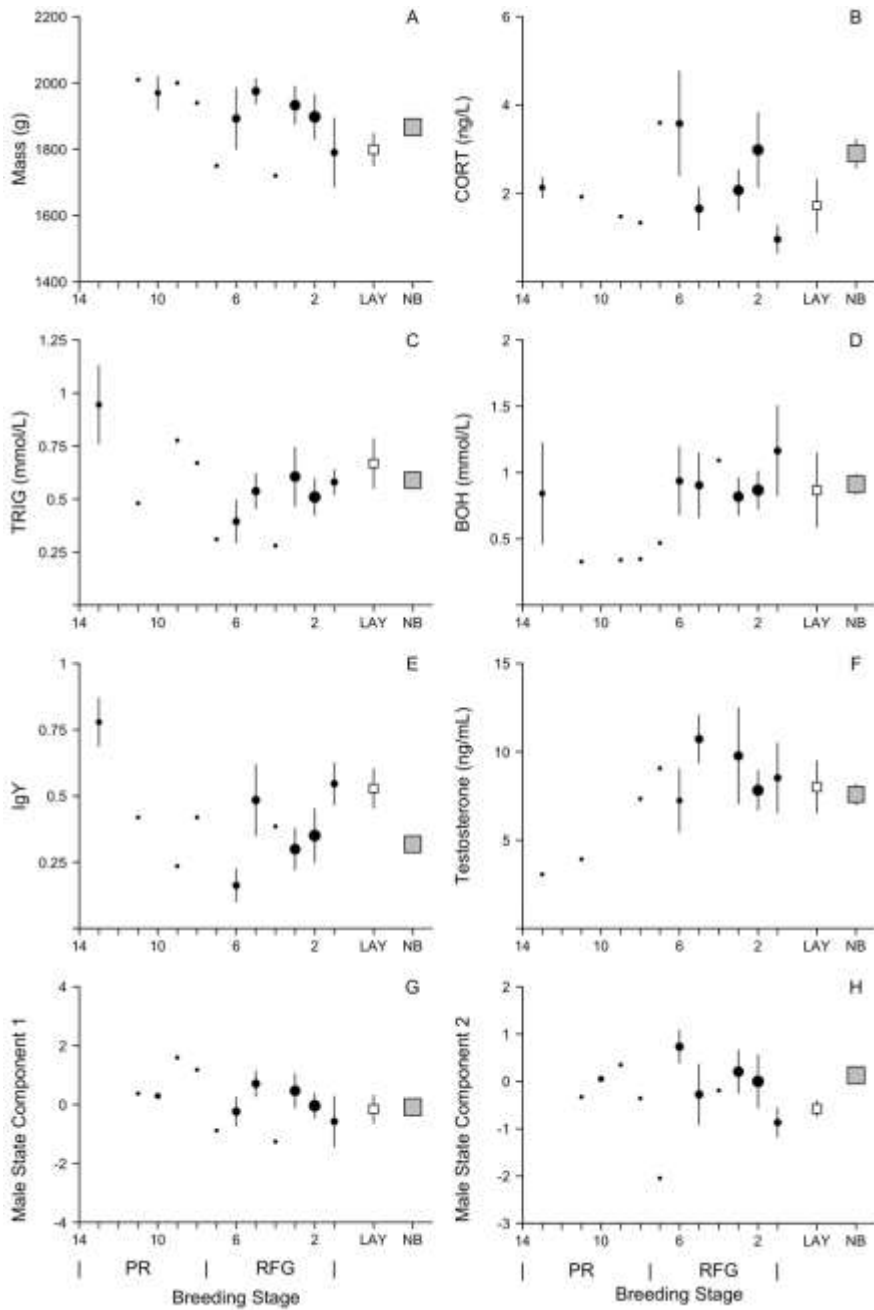 2200
A
2000
Mass (g)
1800
1600
1400
14 10 6 2 LAY NB
6
B
4
CORT (ng/L)
2
14 10 6 2 LAY NB
1.25
C
1
TRIG (mmol/L)
0.75
0.5
0.25
14 10 6 2 LAY NB
2
D
1.5
BOH (mmol/L)
1
0.5
14 10 6 2 LAY NB
1
E
0.75
IgY
0.5
0.25
14 10 6 2 LAY NB
15
F
Testosterone (ng/mL)
10
5
14 10 6 2 LAY NB
4
G
2
Male State Component 1
0
-2
-4
14 10 6 2 LAY NB
| PR | RFG |
Breeding Stage
2
H
1
Male State Component 2
0
-1
-2
-3
14 10 6 2 LAY NB
| PR | RFG |
Breeding Stage